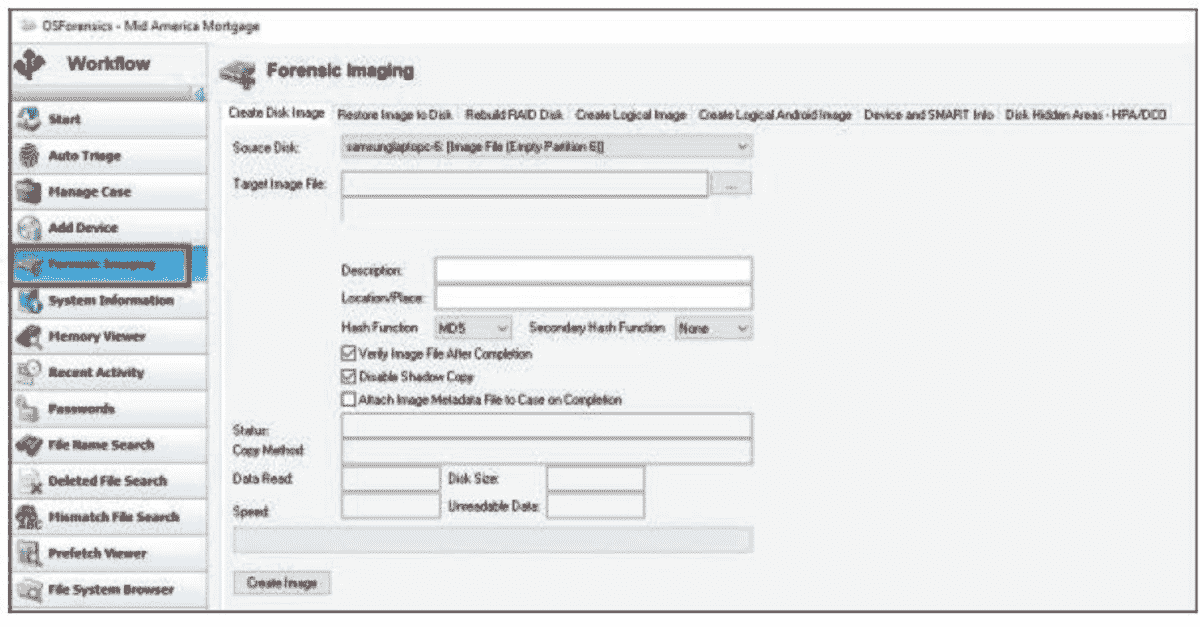 OSForensics - Mid America Mortgage
Workflow
Start
Auto Triage
Manage Case
Add Device
Forensic Imaging
System Information
Memory Viewer
Recent Activity
Passwords
File Name Search
Deleted File Search
Mismatch File Search
Prefetch Viewer
File System Browser
Forensic Imaging
Create Disk Image Restore Image to Disk Rebuild RAID Disk Create Logical Image Create Logical Android Image Device and SMART Info Disk Hidden Areas - HPA/DCO
Source Disk: samsunglaptopc-6: [Image File (Empty Partition 6)]
Target Image File: ...
Description:
Location/Place:
Hash Function MD5 Secondary Hash Function None
Verify Image File After Completion
Disable Shadow Copy
Attach Image Metadata File to Case on Completion
Status:
Copy Method:
Data Read: Disk Size:
Speed: Unreadable Data:
Create Image